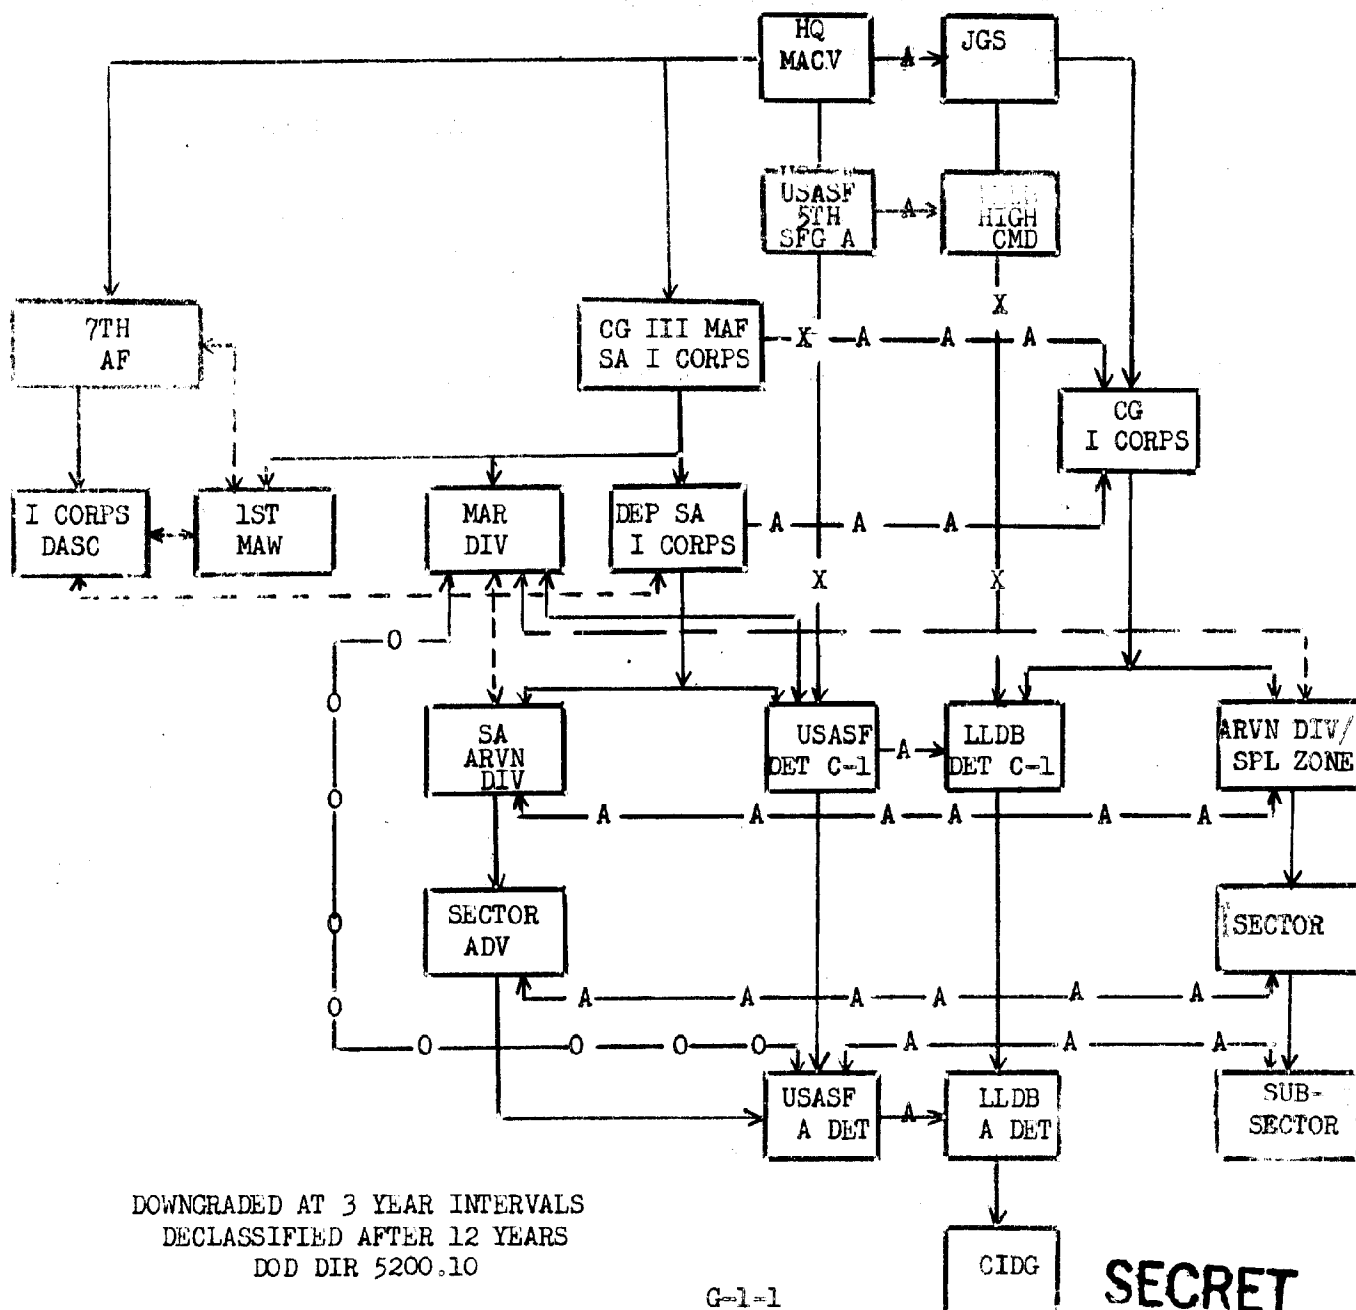 HQ
MACV
JGS
A
USASF
5TH
SFG A
A
HIGH
CMD
X
7TH
AF
CG III MAF
SA I CORPS
X A A A
CG
I CORPS
I CORPS
DASC
1ST
MAW
MAR
DIV
DEP SA
I CORPS
A A A
X X
O
O
SA
ARVN
DIV
USASF
DET C-1
A
LLDB
DET C-1
ARVN DIV/
SPL ZONE
O
A A A A A A
SECTOR
ADV
O
SECTOR
A A A A A A
O
O O O O
A A A
USASF
A DET
A
LLDB
A DET
SUB-
SECTOR
DOWNGRADED AT 3 YEAR INTERVALS
DECLASSIFIED AFTER 12 YEARS
DOD DIR 5200.10
CIDG
SECRET
G-1-1